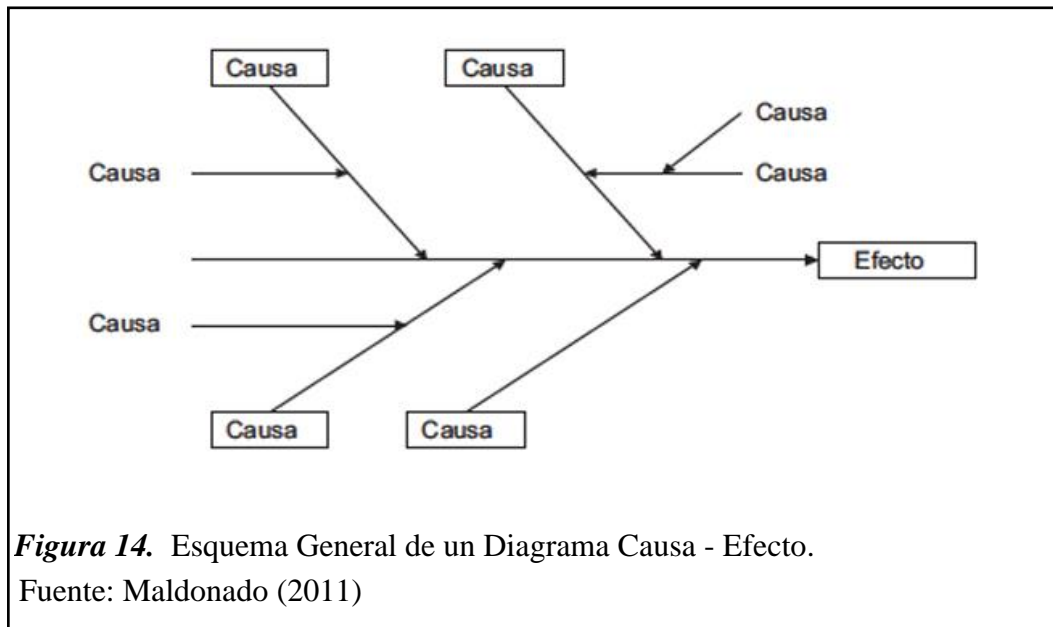 Causa
Causa
Causa
Causa
Causa
Efecto
Causa
Causa
Causa
Figura 14. Esquema General de un Diagrama Causa - Efecto.
Fuente: Maldonado (2011)